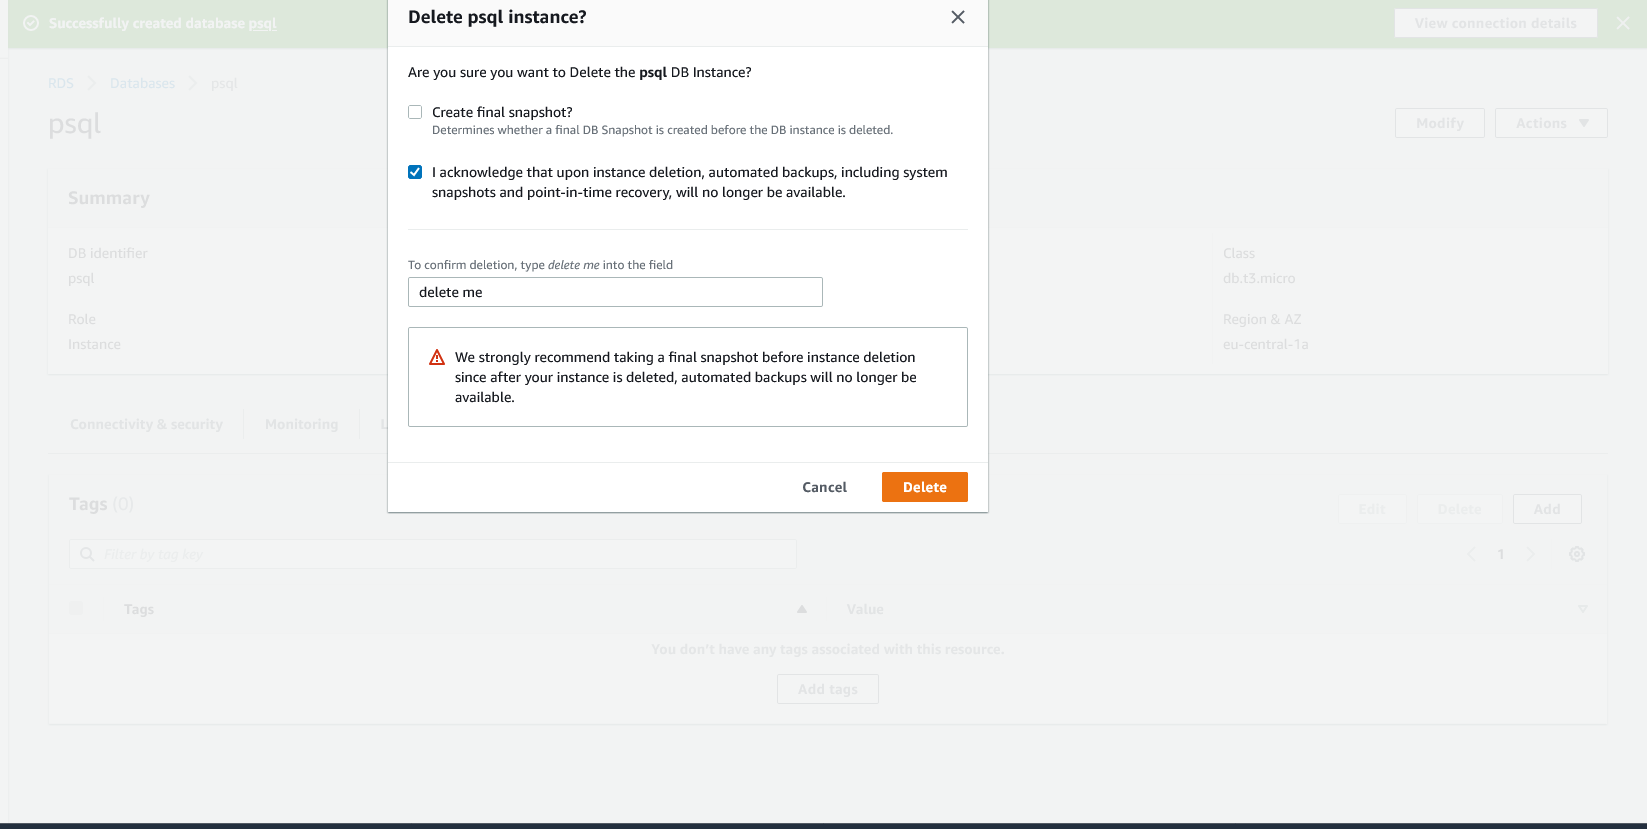 Successfully created database psql
View connection details
Delete psql instance?
Are you sure you want to Delete the psql DB Instance?
Create final snapshot?
Determines whether a final DB Snapshot is created before the DB instance is deleted.
I acknowledge that upon instance deletion, automated backups, including system
snapshots and point-in-time recovery, will no longer be available.
To confirm deletion, type delete me into the field
delete me
We strongly recommend taking a final snapshot before instance deletion
since after your instance is deleted, automated backups will no longer be
available.
Cancel
Delete
RDS
Databases
psql
psql
Modify
Actions
Summary
DB identifier
psql
Role
Instance
Class
db.t3.micro
Region & AZ
eu-central-1a
Connectivity & security
Monitoring
Tags (0)
Edit
Delete
Add
Filter by tag key
1
Tags
Value
You don't have any tags associated with this resource.
Add tags